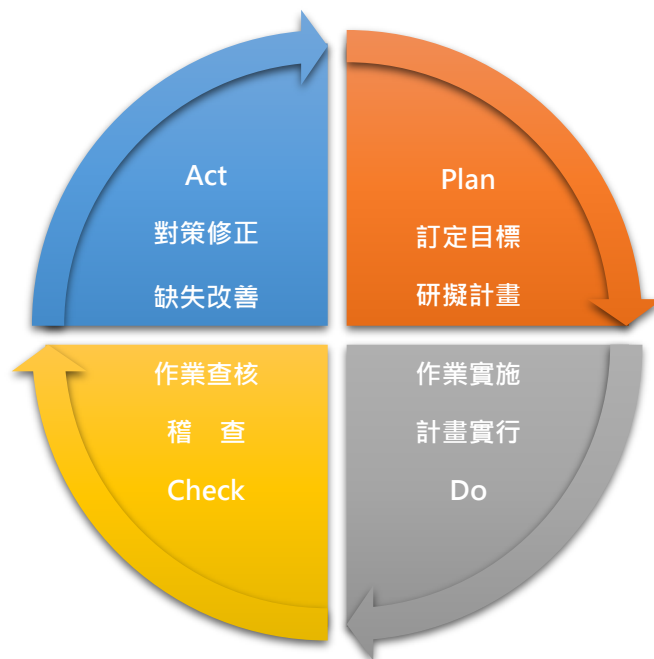 Act
對策修正
缺失改善
Plan
訂定目標
研擬計畫
作業查核
稽　查
Check
作業實施
計畫實行
Do